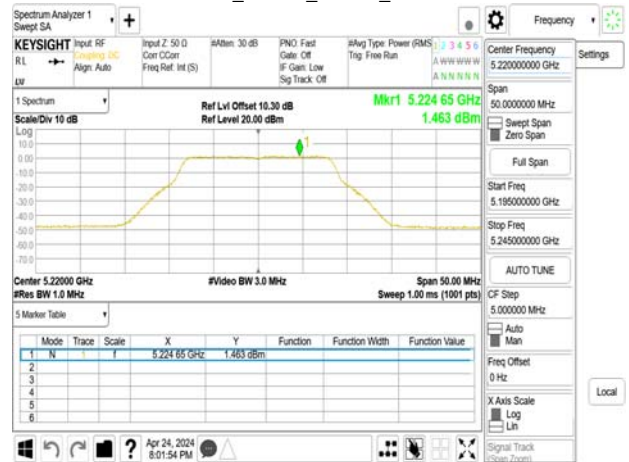 Spectrum Analyzer 1
Swept SA
+
Frequency
KEYSIGHT
RL
Input: RF
Coupling: DC
Align: Auto
Input Z: 50 Ω
Corr CCorr
Freq Ref: Int (S)
#Atten: 30 dB
PNO: Fast
Gate: Off
IF Gain: Low
Sig Track: Off
#Avg Type: Power (RMS)
Trig: Free Run
1 2 3 4 5 6
A W W W W W
A N N N N N
Center Frequency
5.220000000 GHz
Settings
Span
50.0000000 MHz
Swept Span
Zero Span
Full Span
Start Freq
5.195000000 GHz
Stop Freq
5.245000000 GHz
AUTO TUNE
CF Step
5.000000 MHz
Auto
Man
Freq Offset
0 Hz
X Axis Scale
Log
Lin
Signal Track
(Span Zoom)
Local
1 Spectrum
Scale/Div 10 dB
Ref Lvl Offset 10.30 dB
Ref Level 20.00 dBm
Mkr1 5.224 65 GHz
1.463 dBm
Log
10.0
0.00
-10.0
-20.0
-30.0
-40.0
-50.0
-60.0
-70.0
1
Center 5.22000 GHz
#Res BW 1.0 MHz
#Video BW 3.0 MHz
Span 50.00 MHz
Sweep 1.00 ms (1001 pts)
5 Marker Table
Mode Trace Scale X Y Function Function Width Function Value
1 N 1 f 5.224 65 GHz 1.463 dBm
2
3
4
5
6
?
Apr 24, 2024
8:01:54 PM